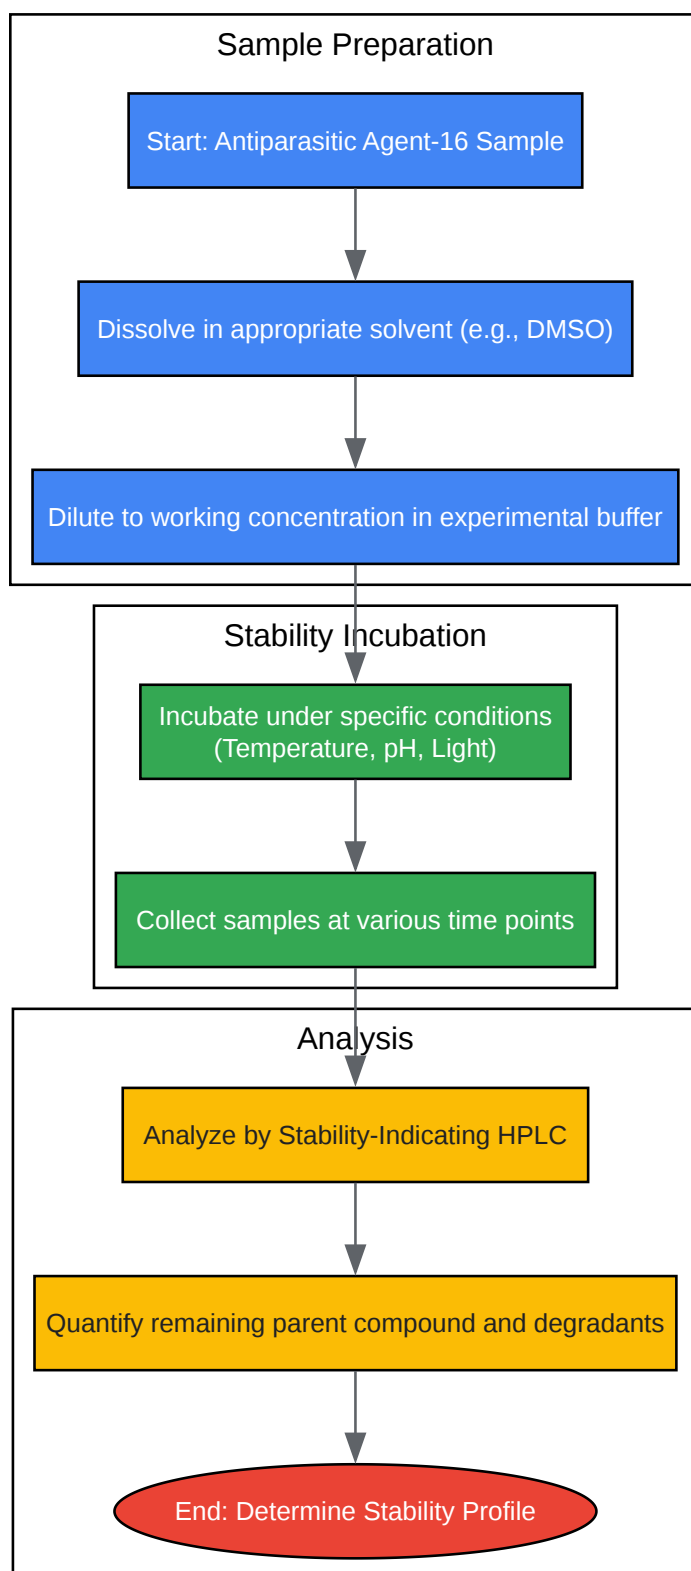 Sample Preparation
Start: Antiparasitic Agent-16 Sample
Dissolve in appropriate solvent (e.g., DMSO)
Dilute to working concentration in experimental buffer
Stability Incubation
Incubate under specific conditions
(Temperature, pH, Light)
Collect samples at various time points
Analysis
Analyze by Stability-Indicating HPLC
Quantify remaining parent compound and degradants
End: Determine Stability Profile